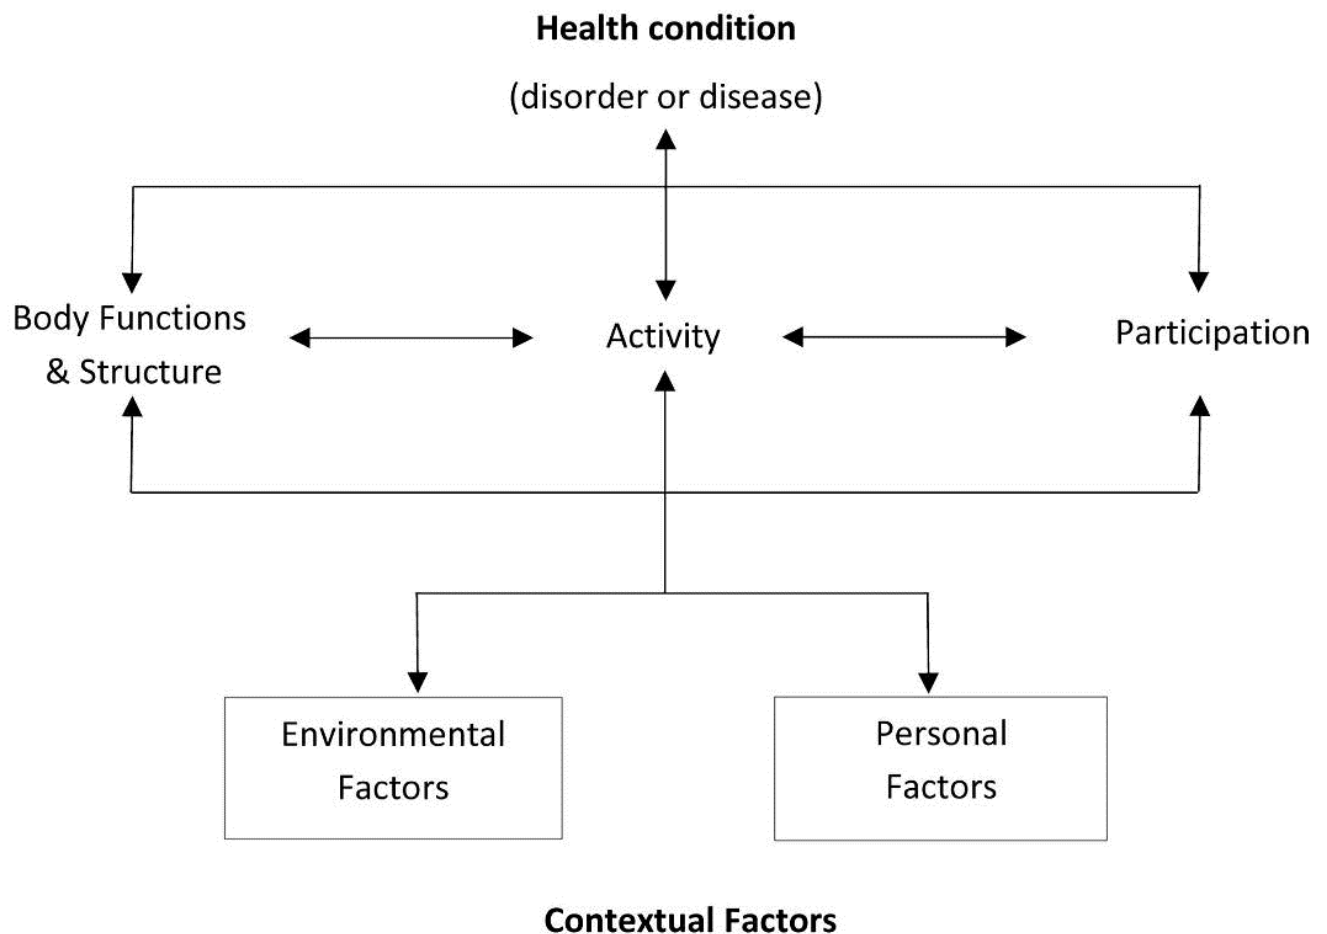 Health condition
(disorder or disease)
Body Functions
& Structure
Activity
Participation
Environmental
Factors
Personal
Factors
Contextual Factors